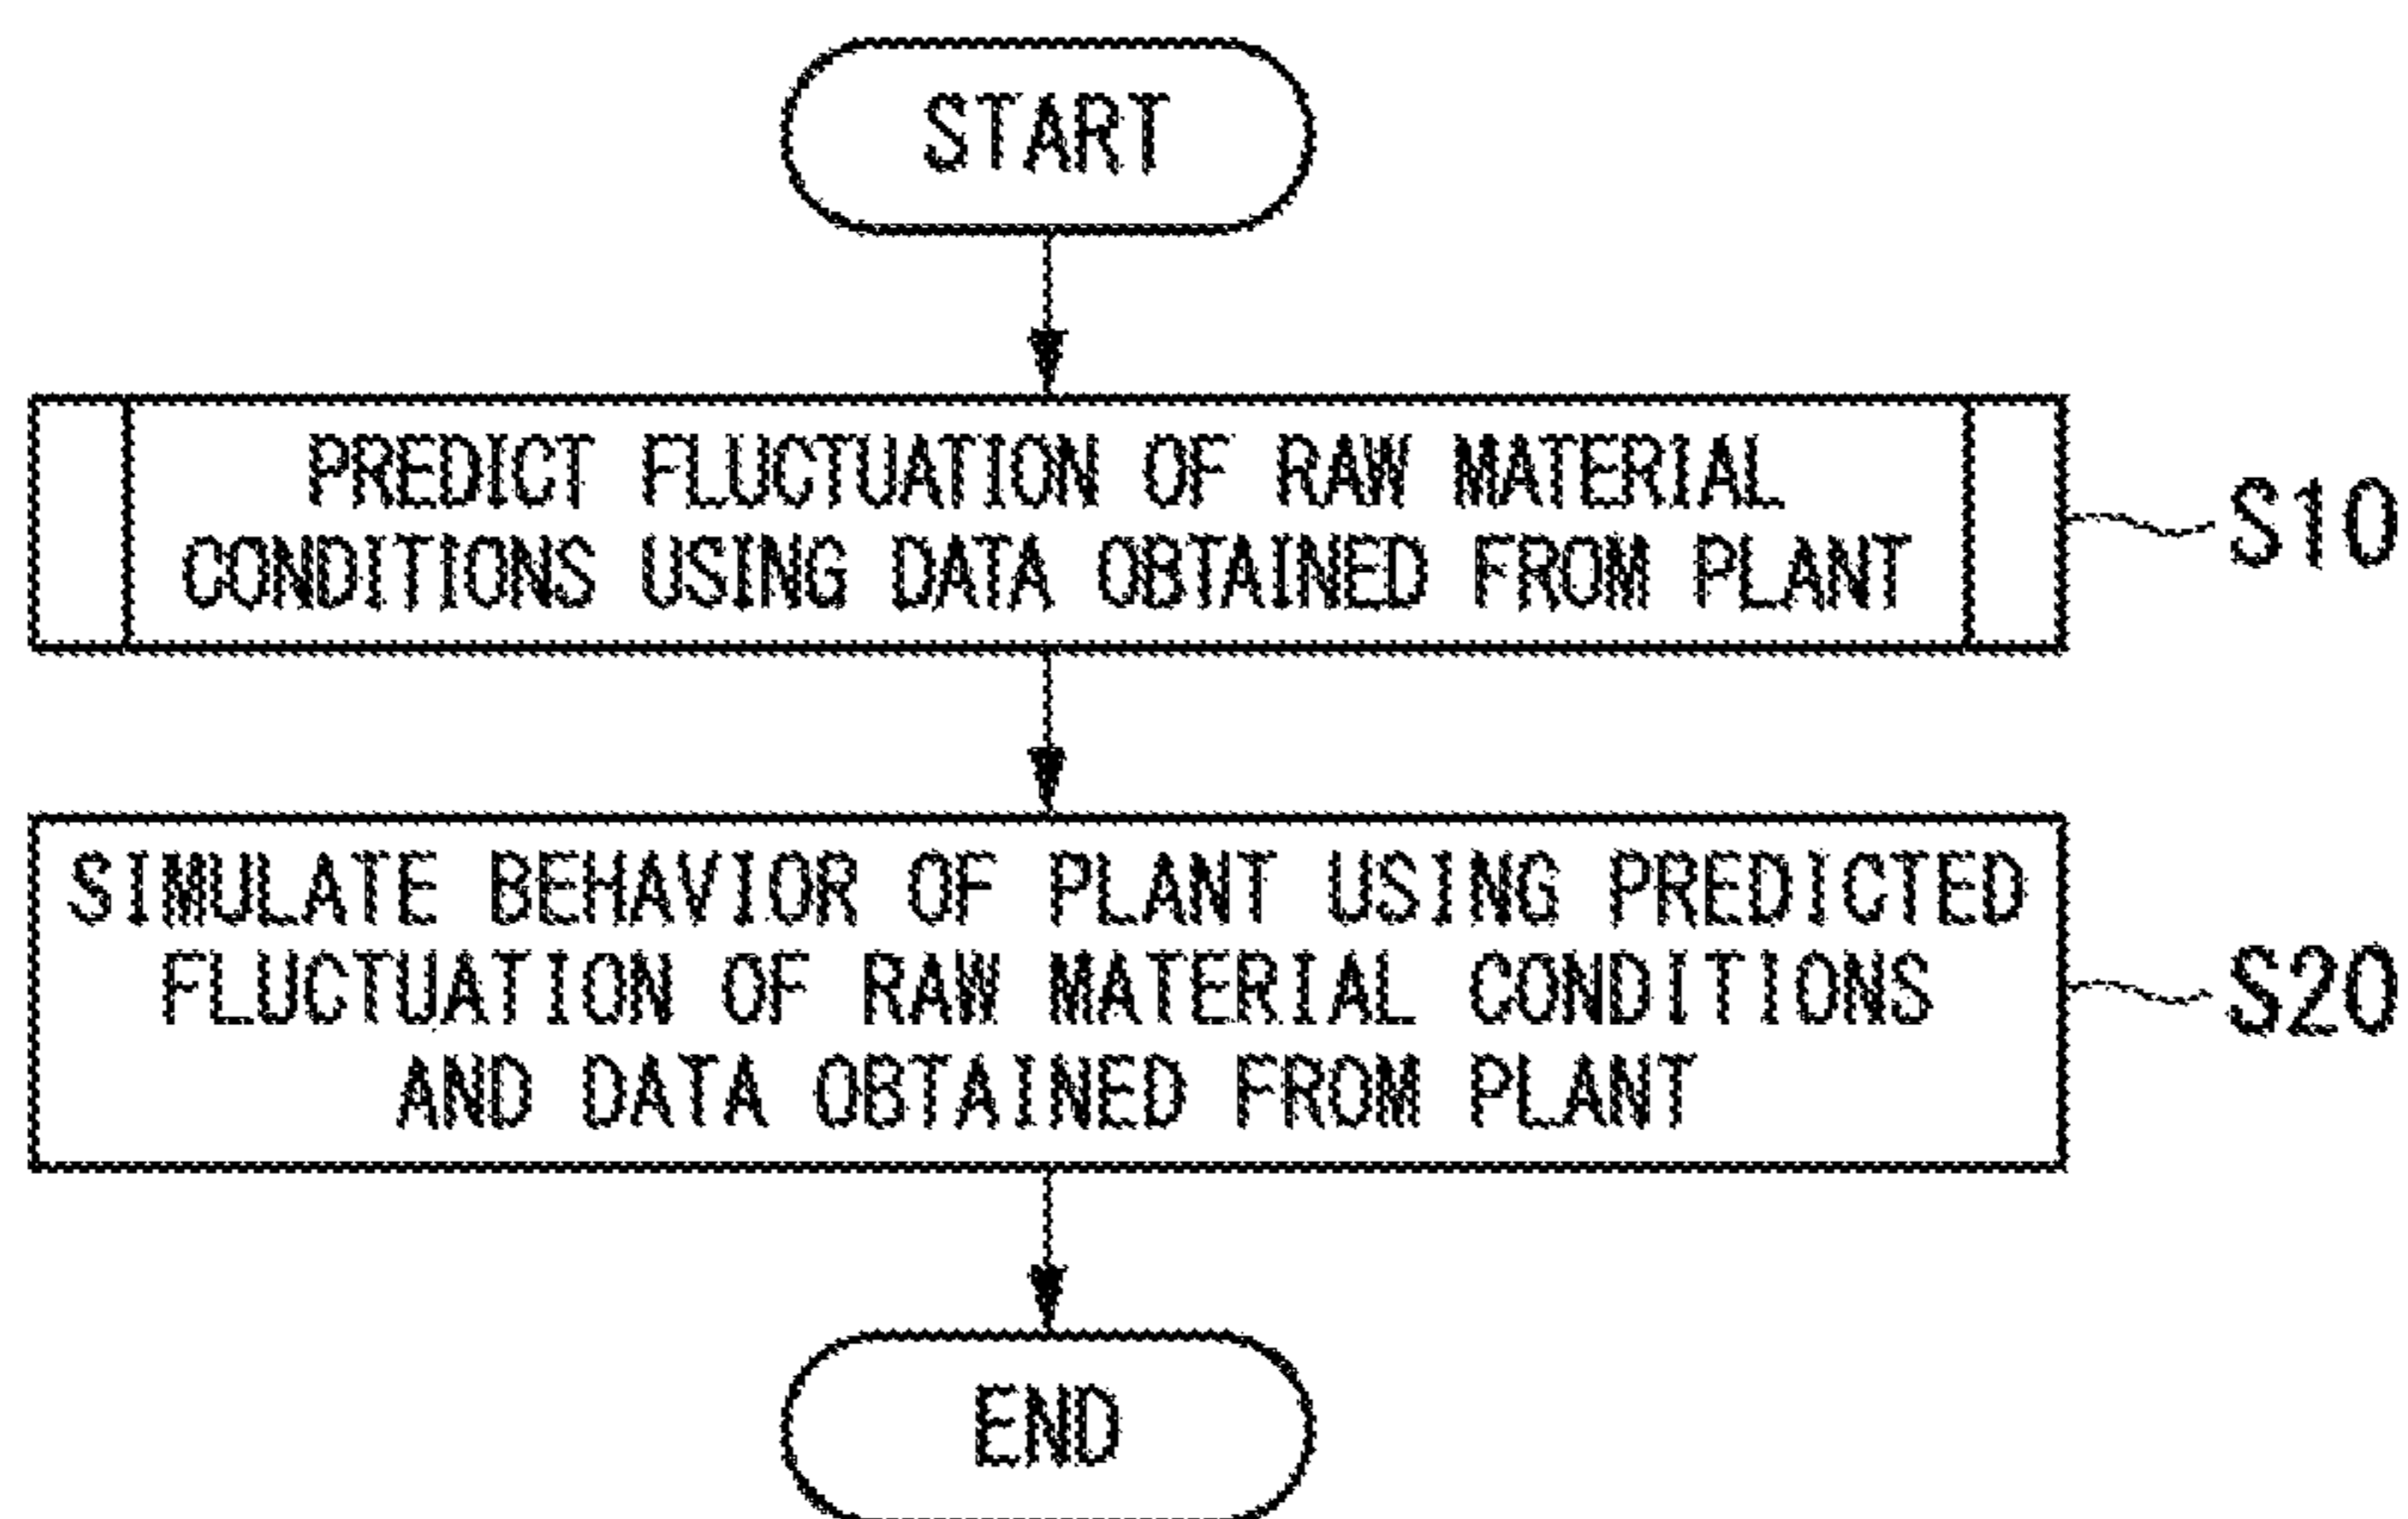 START
PREDICT FLUCTUATION OF RAW MATERIAL
CONDITIONS USING DATA OBTAINED FROM PLANT
S10
SIMULATE BEHAVIOR OF PLANT USING PREDICTED
FLUCTUATION OF RAW MATERIAL CONDITIONS
AND DATA OBTAINED FROM PLANT
S20
END